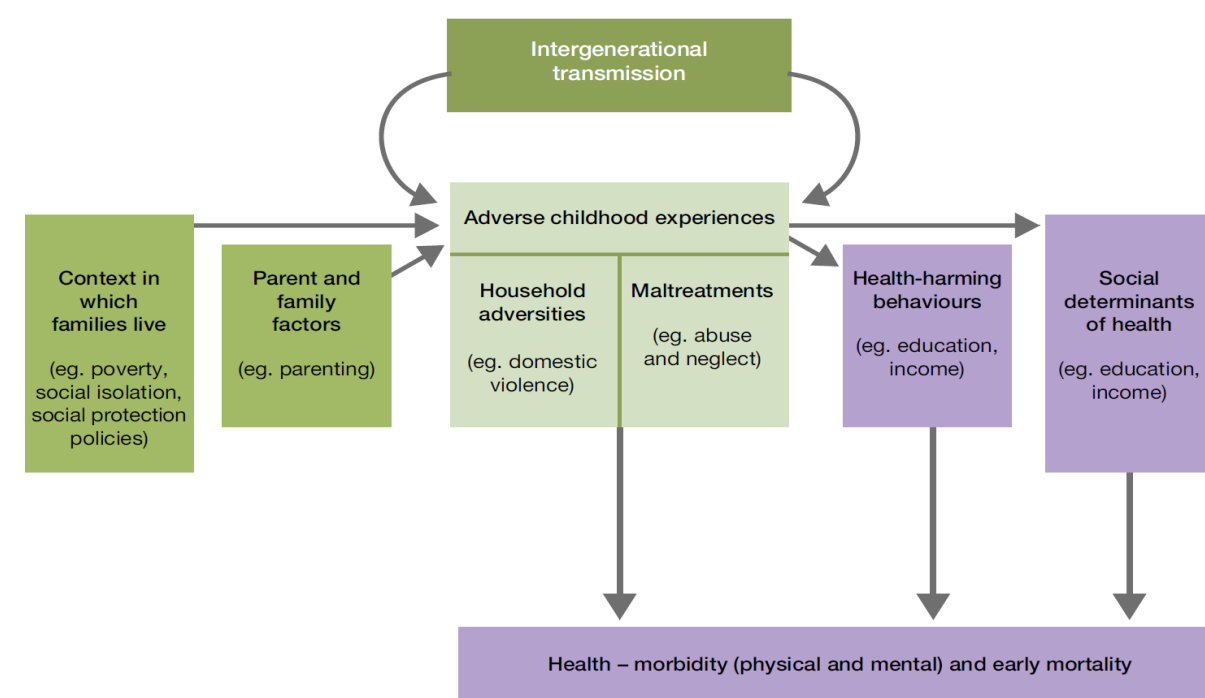 Intergenerational
transmission
Adverse childhood experiences
Context in
which
families live
(eg. poverty,
social isolation,
social protection
policies)
Parent and
family
factors
(eg. parenting)
Household
adversities
(eg. domestic
violence)
Maltreatments
(eg. abuse
and neglect)
Health-harming
behaviours
(eg. education,
income)
Social
determinants
of health
(eg. education,
income)
Health – morbidity (physical and mental) and early mortality